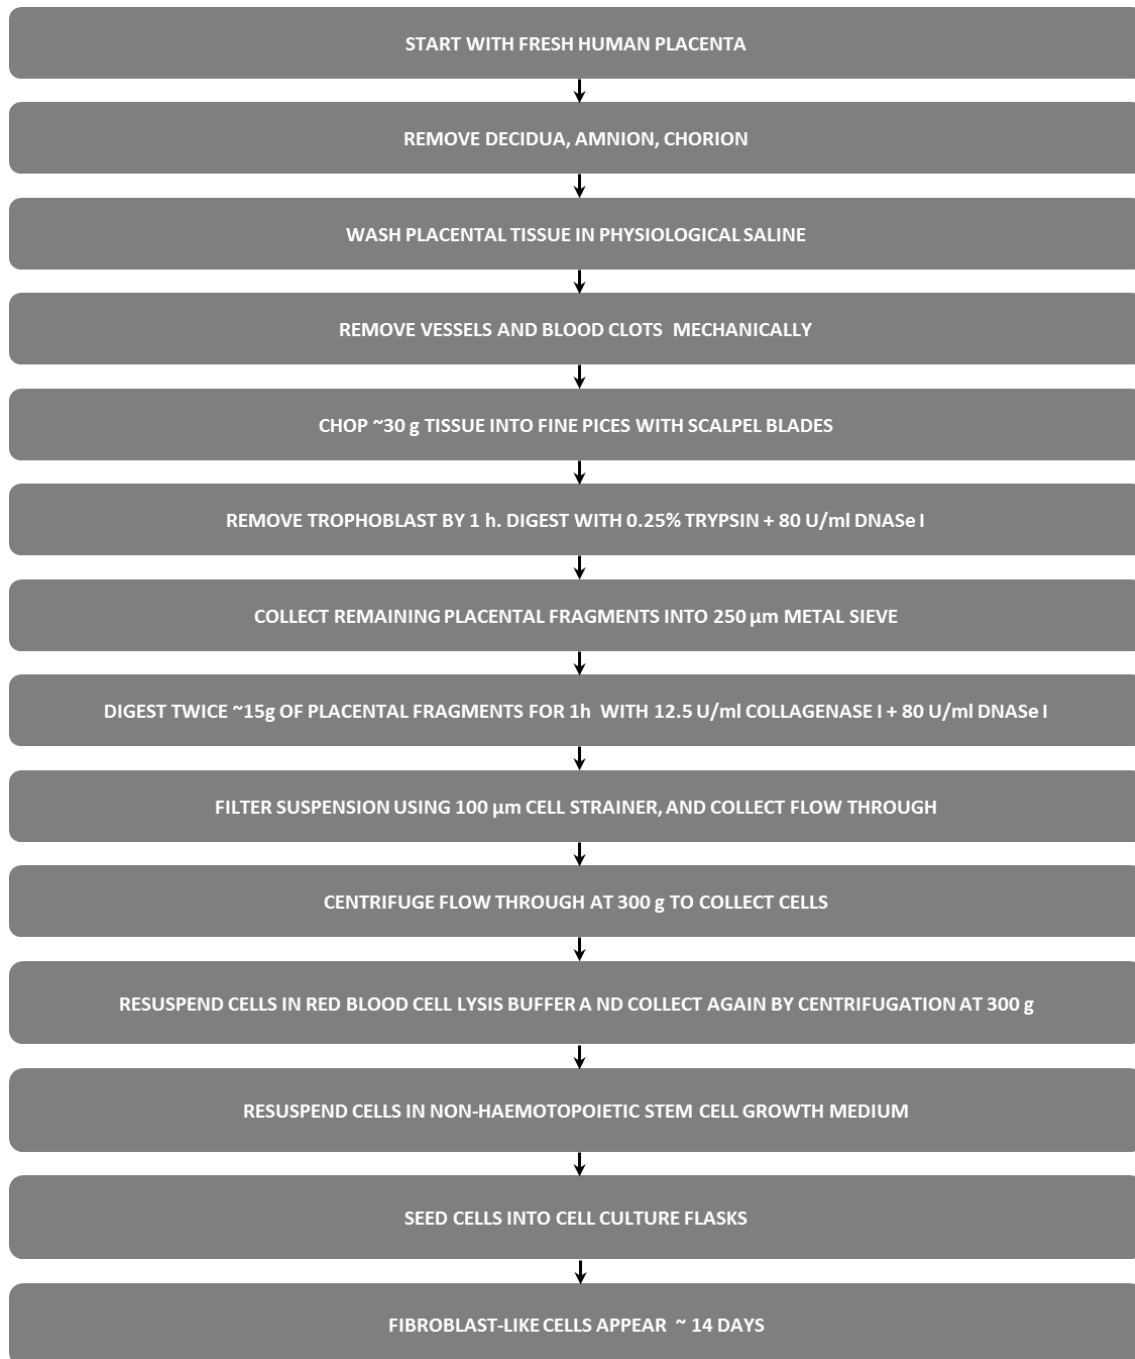 START WITH FRESH HUMAN PLACENTA
REMOVE DECIDUA, AMNION, CHORION
WASH PLACENTAL TISSUE IN PHYSIOLOGICAL SALINE
REMOVE VESSELS AND BLOOD CLOTS MECHANICALLY
CHOP ~30 g TISSUE INTO FINE PICES WITH SCALPEL BLADES
REMOVE TROPHOBLAST BY 1 h. DIGEST WITH 0.25% TRYPSIN + 80 U/ml DNASe I
COLLECT REMAINING PLACENTAL FRAGMENTS INTO 250 µm METAL SIEVE
DIGEST TWICE ~15g OF PLACENTAL FRAGMENTS FOR 1h WITH 12.5 U/ml COLLAGENASE I + 80 U/ml DNASe I
FILTER SUSPENSION USING 100 µm CELL STRAINER, AND COLLECT FLOW THROUGH
CENTRIFUGE FLOW THROUGH AT 300 g TO COLLECT CELLS
RESUSPEND CELLS IN RED BLOOD CELL LYSIS BUFFER A ND COLLECT AGAIN BY CENTRIFUGATION AT 300 g
RESUSPEND CELLS IN NON-HAEMOTOPOIETIC STEM CELL GROWTH MEDIUM
SEED CELLS INTO CELL CULTURE FLASKS
FIBROBLAST-LIKE CELLS APPEAR ~ 14 DAYS